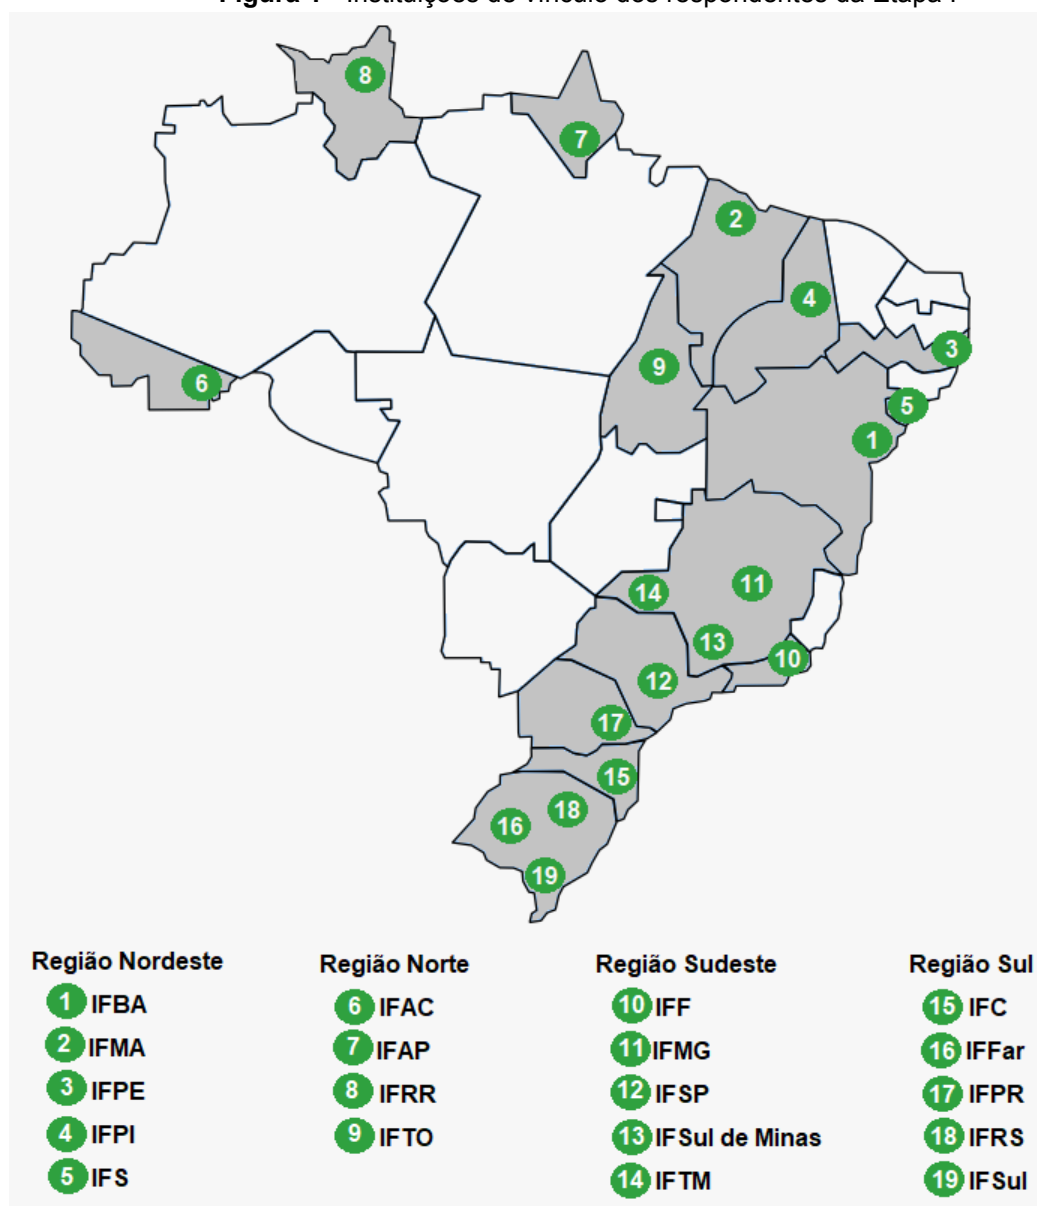 8
7
2
4
3
9
6
5
1
14
11
13
10
12
17
15
18
16
19
Região Nordeste
1 IFBA
2 IFMA
3 IFPE
4 IFPI
5 IFS
Região Norte
6 IFAC
7 IFAP
8 IFRR
9 IFTO
Região Sudeste
10 IFF
11 IFMG
12 IFSP
13 IFSul de Minas
14 IFTM
Região Sul
15 IFC
16 IFFar
17 IFPR
18 IFRS
19 IFSul